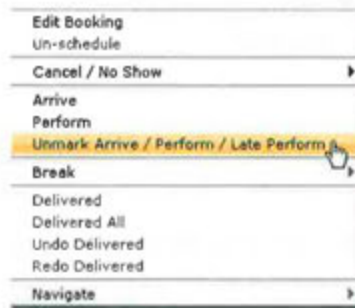 Edit Booking
Un-schedule
Cancel / No Show
Arrive
Perform
Unmark Arrive / Perform / Late Perform
Break
Delivered
Delivered All
Undo Delivered
Redo Delivered
Navigate